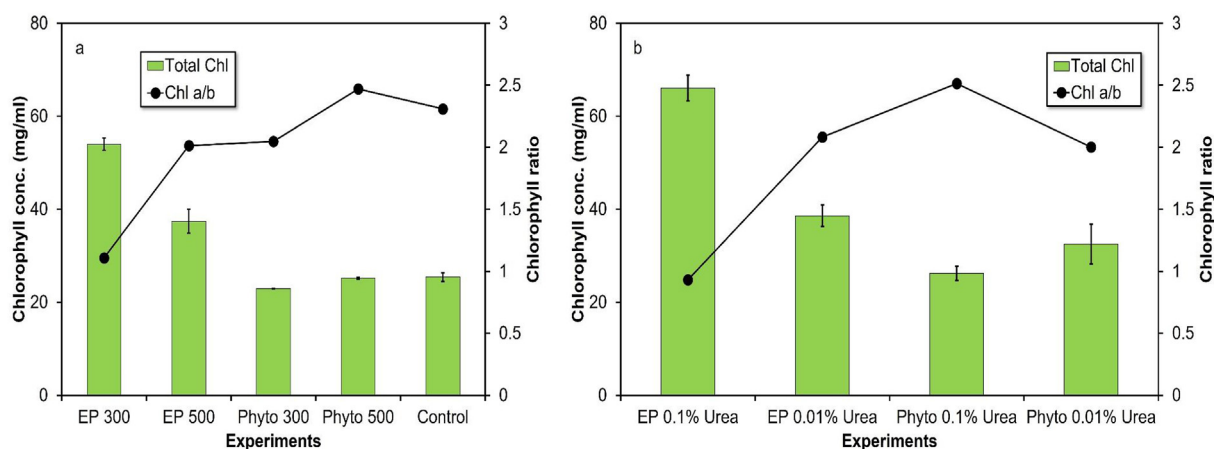 a
Total Chl
Chl a/b
80
60
40
20
0
Chlorophyll conc. (mg/ml)
3
2.5
2
1.5
1
0.5
0
Chlorophyll ratio
EP 300 EP 500 Phyto 300 Phyto 500 Control
Experiments
b
Total Chl
Chl a/b
80
60
40
20
0
Chlorophyll conc. (mg/ml)
3
2.5
2
1.5
1
0.5
0
Chlorophyll ratio
EP 0.1% Urea EP 0.01% Urea Phyto 0.1% Urea Phyto 0.01% Urea
Experiments